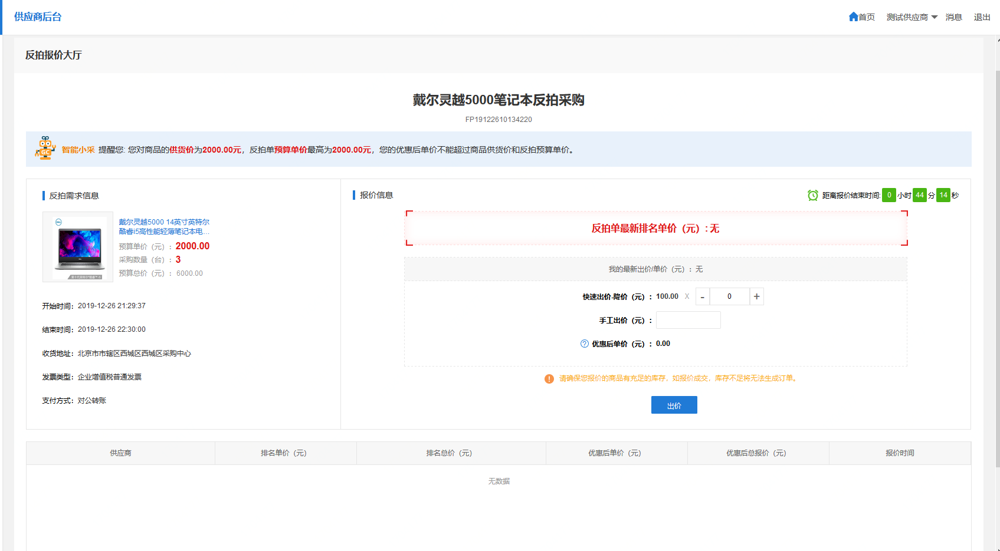 供应商后台
首页 测试供应商 消息 退出
反拍报价大厅
戴尔灵越5000笔记本反拍采购
FP19122610134220
GC
智能小采 提醒您: 您对商品的供货价为2000.00元，反拍单预算单价最高为2000.00元，您的优惠后单价不能超过商品供货价和反拍预算单价。
反拍需求信息
戴尔灵越5000 14英寸英特尔
酷睿i5高性能轻薄笔记本电...
预算单价（元）：2000.00
采购数量（台）：3
预算总价（元）：6000.00
开始时间：2019-12-26 21:29:37
结束时间：2019-12-26 22:30:00
收货地址：北京市市辖区西城区西城区采购中心
发票类型：企业增值税普通发票
支付方式：对公转账
报价信息
距离报价结束时间: 0 小时 44 分 14 秒
反拍单最新排名单价（元）: 无
我的最新出价/单价（元）：无
快速出价-降价（元）：100.00 X - 0 +
手工出价（元）：
? 优惠后单价（元）：0.00
! 请确保您报价的商品有充足的库存，如报价成交，库存不足将无法生成订单。
出价
供应商 排名单价（元） 排名总价（元） 优惠后单价（元） 优惠后总报价（元） 报价时间
无数据